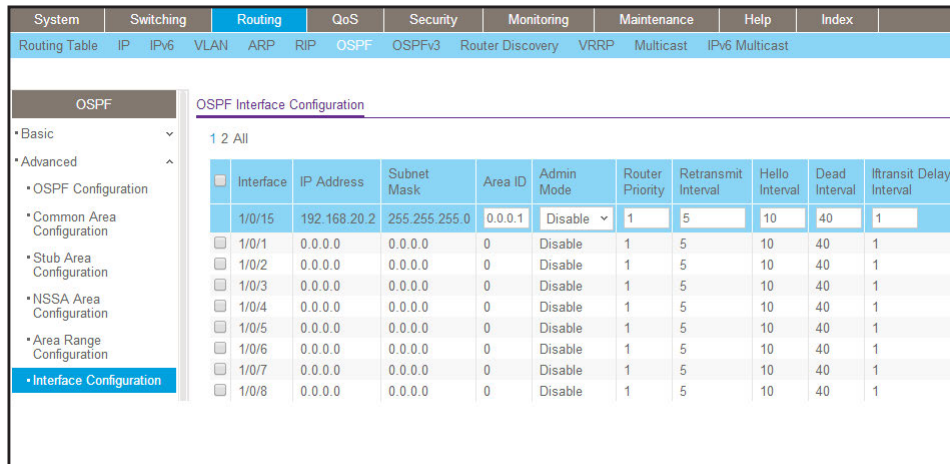 System Switching Routing QoS Security Monitoring Maintenance Help Index
Routing Table IP IPv6 VLAN ARP RIP OSPF OSPFv3 Router Discovery VRRP Multicast IPv6 Multicast
OSPF
Basic
Advanced
OSPF Configuration
Common Area
Configuration
Stub Area
Configuration
NSSA Area
Configuration
Area Range
Configuration
Interface Configuration
OSPF Interface Configuration
1 2 All
Interface IP Address Subnet Mask Area ID Admin Mode Router Priority Retransmit Interval Hello Interval Dead Interval Iftransit Delay Interval
1/0/15 192.168.20.2 255.255.255.0 0.0.0.1 Disable 1 5 10 40 1
1/0/1 0.0.0.0 0.0.0.0 0 Disable 1 5 10 40 1
1/0/2 0.0.0.0 0.0.0.0 0 Disable 1 5 10 40 1
1/0/3 0.0.0.0 0.0.0.0 0 Disable 1 5 10 40 1
1/0/4 0.0.0.0 0.0.0.0 0 Disable 1 5 10 40 1
1/0/5 0.0.0.0 0.0.0.0 0 Disable 1 5 10 40 1
1/0/6 0.0.0.0 0.0.0.0 0 Disable 1 5 10 40 1
1/0/7 0.0.0.0 0.0.0.0 0 Disable 1 5 10 40 1
1/0/8 0.0.0.0 0.0.0.0 0 Disable 1 5 10 40 1